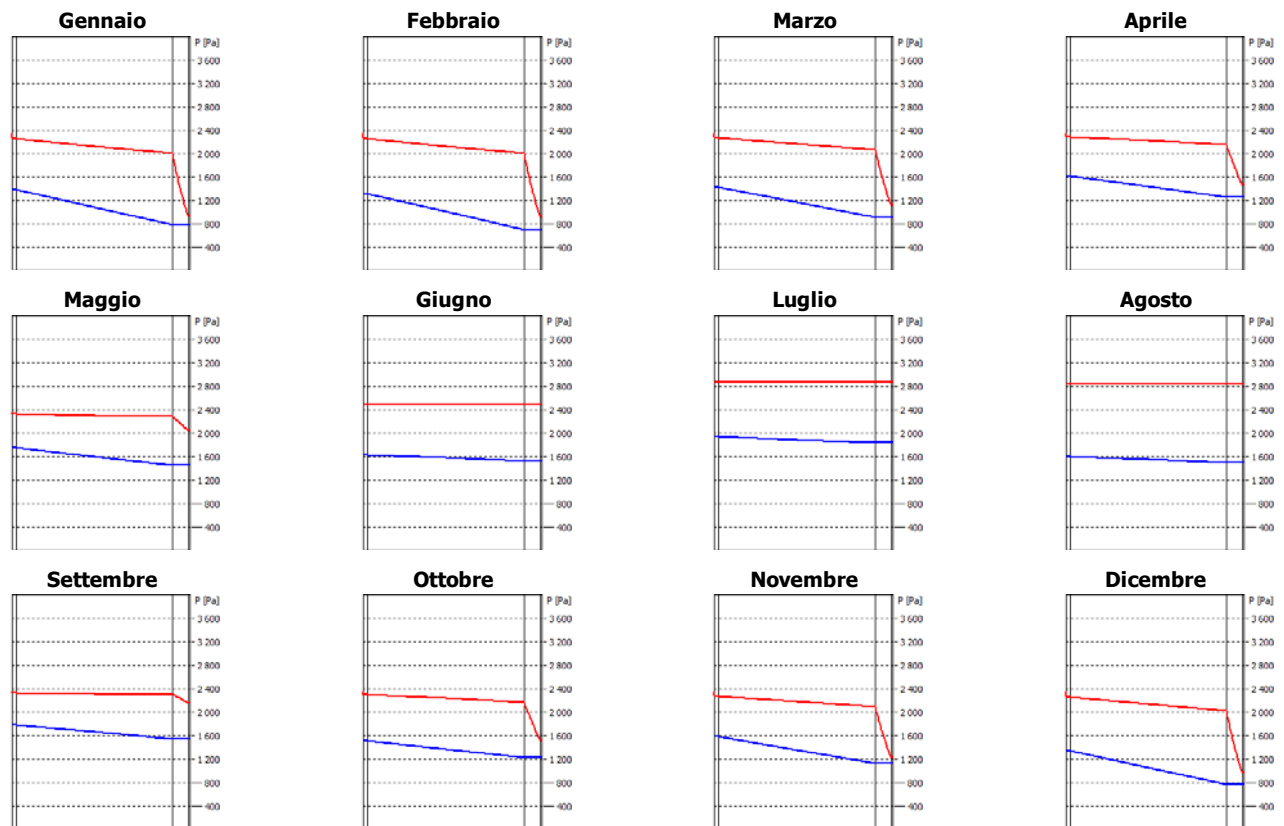 Gennaio Febbraio Marzo Aprile
P [Pa] P [Pa] P [Pa] P [Pa]
3 600 3 600 3 600 3 600
3 200 3 200 3 200 3 200
2 800 2 800 2 800 2 800
2 400 2 400 2 400 2 400
2 000 2 000 2 000 2 000
1 600 1 600 1 600 1 600
1 200 1 200 1 200 1 200
800 800 800 800
400 400 400 400
Maggio Giugno Luglio Agosto
P [Pa] P [Pa] P [Pa] P [Pa]
3 600 3 600 3 600 3 600
3 200 3 200 3 200 3 200
2 800 2 800 2 800 2 800
2 400 2 400 2 400 2 400
2 000 2 000 2 000 2 000
1 600 1 600 1 600 1 600
1 200 1 200 1 200 1 200
800 800 800 800
400 400 400 400
Settembre Ottobre Novembre Dicembre
P [Pa] P [Pa] P [Pa] P [Pa]
3 600 3 600 3 600 3 600
3 200 3 200 3 200 3 200
2 800 2 800 2 800 2 800
2 400 2 400 2 400 2 400
2 000 2 000 2 000 2 000
1 600 1 600 1 600 1 600
1 200 1 200 1 200 1 200
800 800 800 800
400 400 400 400